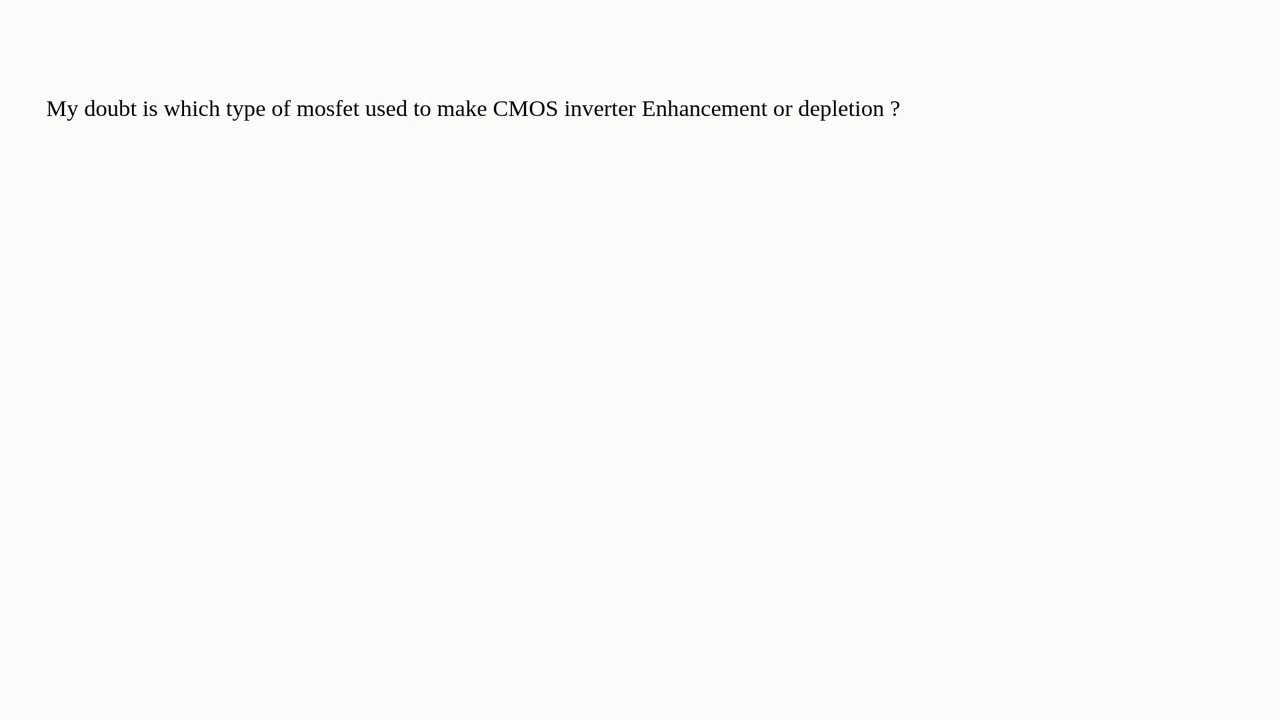 My doubt is which type of mosfet used to make CMOS inverter Enhancement or depletion ?